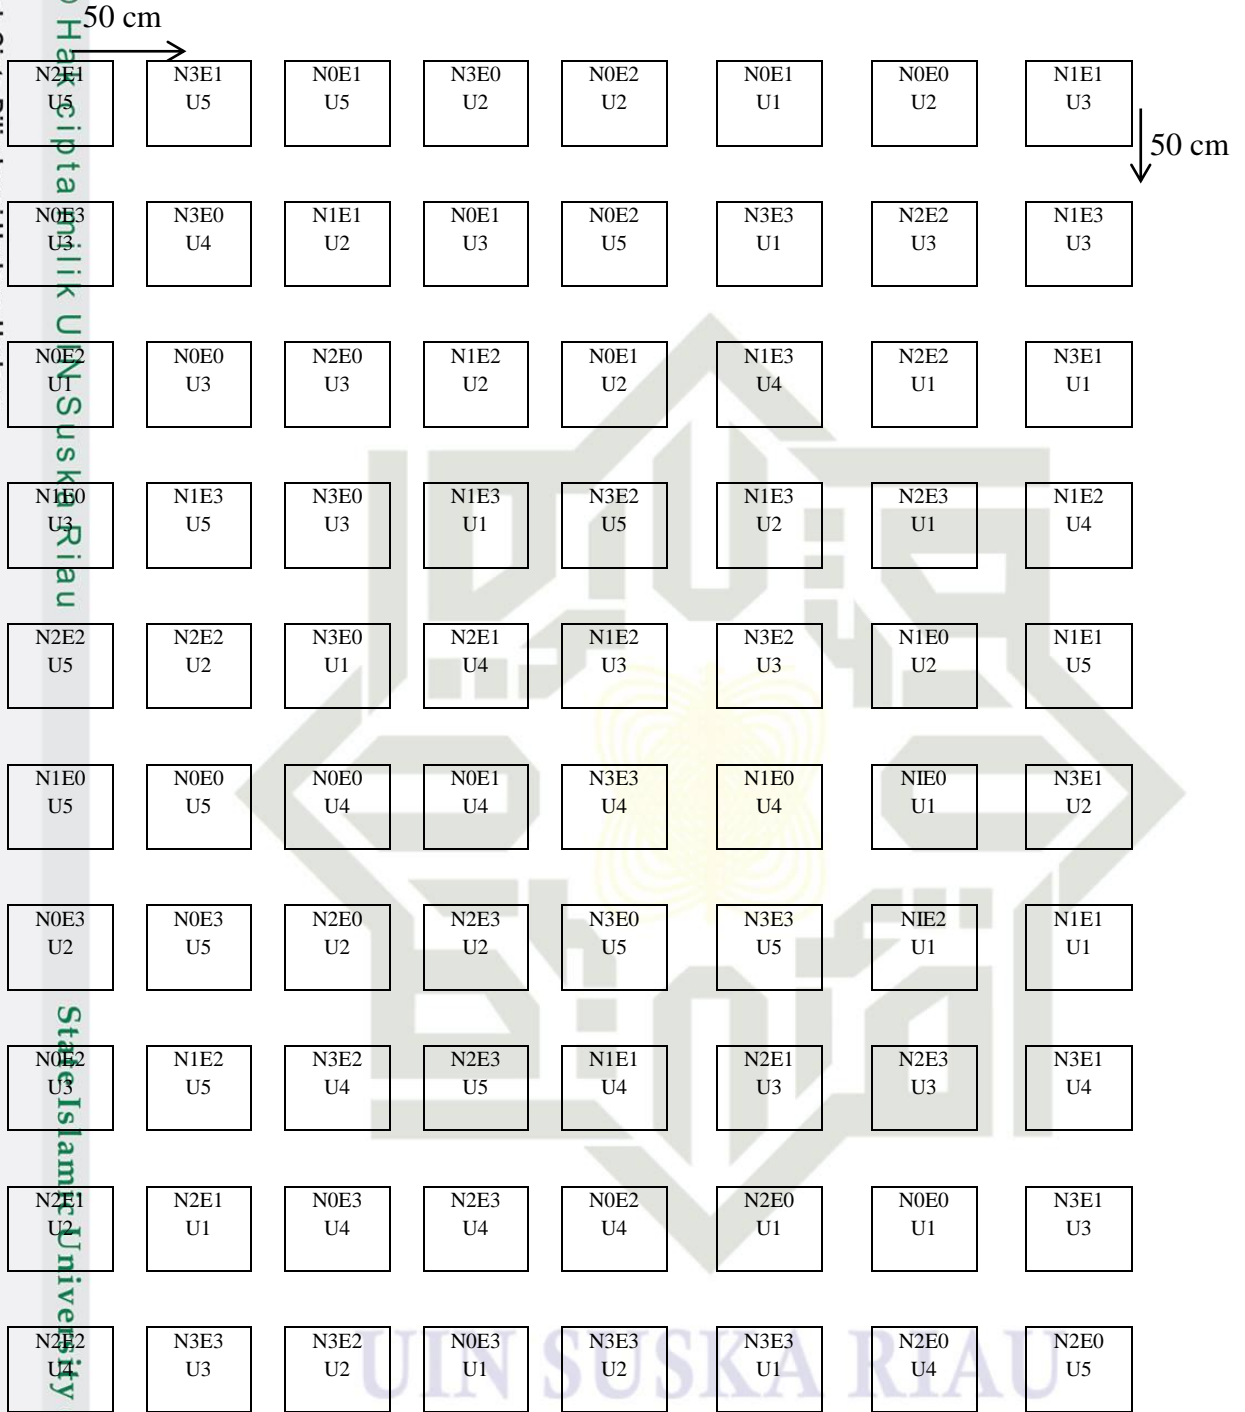 50 cm
N2E1 N3E1 N0E1 N3E0 N0E2 N0E1 N0E0 N1E1
U5 U5 U5 U2 U2 U1 U2 U3
50 cm
N0E3 N3E0 N1E1 N0E1 N0E2 N3E3 N2E2 N1E3
U3 U4 U2 U3 U5 U1 U3 U3
N0E2 N0E0 N2E0 N1E2 N0E1 N1E3 N2E2 N3E1
U1 U3 U3 U2 U2 U4 U1 U1
N1E0 N1E3 N3E0 N1E3 N3E2 N1E3 N2E3 N1E2
U3 U5 U3 U1 U5 U2 U1 U4
N2E2 N2E2 N3E0 N2E1 N1E2 N3E2 N1E0 N1E1
U5 U2 U1 U4 U3 U3 U2 U5
N1E0 N0E0 N0E0 N0E1 N3E3 N1E0 NIE0 N3E1
U5 U5 U4 U4 U4 U4 U1 U2
N0E3 N0E3 N2E0 N2E3 N3E0 N3E3 NIE2 N1E1
U2 U5 U2 U2 U5 U5 U1 U1
N0E2 N1E2 N3E2 N2E3 N1E1 N2E1 N2E3 N3E1
U3 U5 U4 U5 U4 U3 U3 U4
N2E1 N2E1 N0E3 N2E3 N0E2 N2E0 N0E0 N3E1
U2 U1 U4 U4 U4 U1 U1 U3
N2E2 N3E3 N3E2 N0E3 N3E3 N3E3 N2E0 N2E0
U4 U3 U2 U1 U2 U1 U4 U5
Hak cipta milik UIN Suska Riau
State Islamic University
UIN SUSKA RIAU